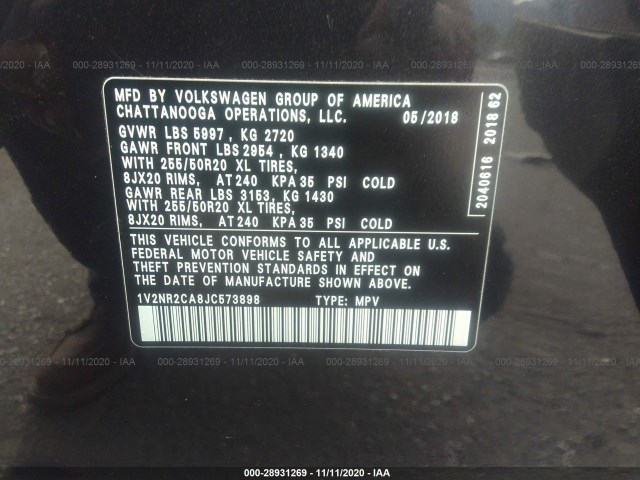 MFD BY VOLKSWAGEN GROUP OF AMERICA
CHATTANOOGA OPERATIONS, LLC. 05/2018
GVWR LBS 5997 , KG 2720
GAWR FRONT LBS 2954 , KG 1340
WITH 255/50R20 XL TIRES,
8JX20 RIMS, AT 240 KPA 35 PSI COLD
GAWR REAR LBS 3153, KG 1430
WITH 255/50R20 XL TIRES,
8JX20 RIMS, AT 240 KPA 35 PSI COLD
THIS VEHICLE CONFORMS TO ALL APPLICABLE U.S.
FEDERAL MOTOR VEHICLE SAFETY AND
THEFT PREVENTION STANDARDS IN EFFECT ON
THE DATE OF MANUFACTURE SHOWN ABOVE.
1V2NR2CA8JC573898 TYPE: MPV
2040616 2018 62
000-28931269 - 11/11/2020 - IAA